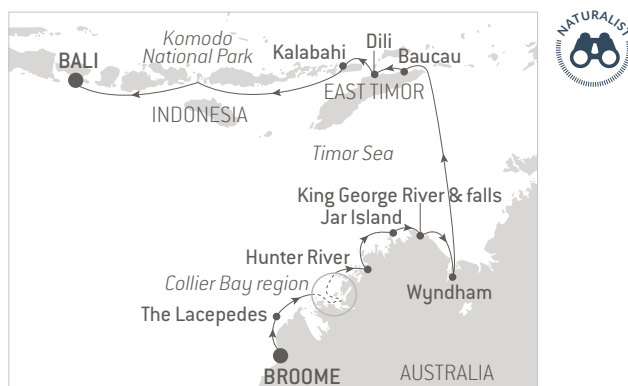 NATURALIST
Komodo
National Park
BALI
Kalabahi
Dili
Baucau
EAST TIMOR
INDONESIA
Timor Sea
King George River & falls
Jar Island
Hunter River
Collier Bay region
Wyndham
The Lacepedes
BROOME
AUSTRALIA